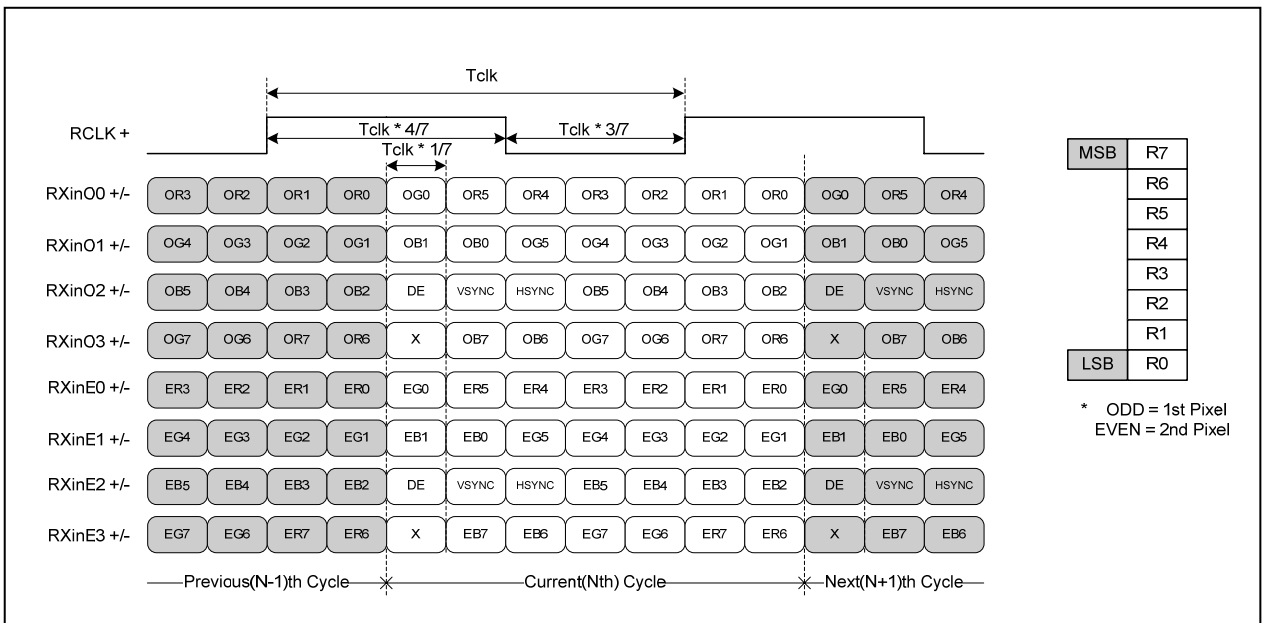 Tclk
RCLK +
Tclk * 4/7
Tclk * 3/7
Tclk * 1/7
RXinO0 +/- OR3 OR2 OR1 OR0 OG0 OR5 OR4 OR3 OR2 OR1 OR0 OG0 OR5 OR4
RXinO1 +/- OG4 OG3 OG2 OG1 OB1 OB0 OG5 OG4 OG3 OG2 OG1 OB1 OB0 OG5
RXinO2 +/- OB5 OB4 OB3 OB2 DE VSYNC HSYNC OB5 OB4 OB3 OB2 DE VSYNC HSYNC
RXinO3 +/- OG7 OG6 OR7 OR6 X OB7 OB6 OG7 OG6 OR7 OR6 X OB7 OB6
RXinE0 +/- ER3 ER2 ER1 ER0 EG0 ER5 ER4 ER3 ER2 ER1 ER0 EG0 ER5 ER4
RXinE1 +/- EG4 EG3 EG2 EG1 EB1 EB0 EG5 EG4 EG3 EG2 EG1 EB1 EB0 EG5
RXinE2 +/- EB5 EB4 EB3 EB2 DE VSYNC HSYNC EB5 EB4 EB3 EB2 DE VSYNC HSYNC
RXinE3 +/- EG7 EG6 ER7 ER6 X EB7 EB6 EG7 EG6 ER7 ER6 X EB7 EB6
Previous(N-1)th Cycle Current(Nth) Cycle Next(N+1)th Cycle
MSB R7
R6
R5
R4
R3
R2
R1
LSB R0
* ODD = 1st Pixel
EVEN = 2nd Pixel